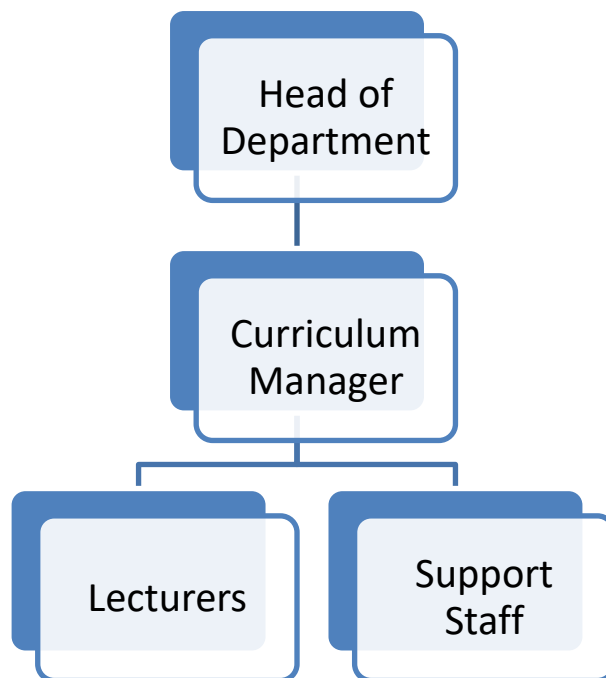 Head of
Department
Curriculum
Manager
Lecturers
Support
Staff